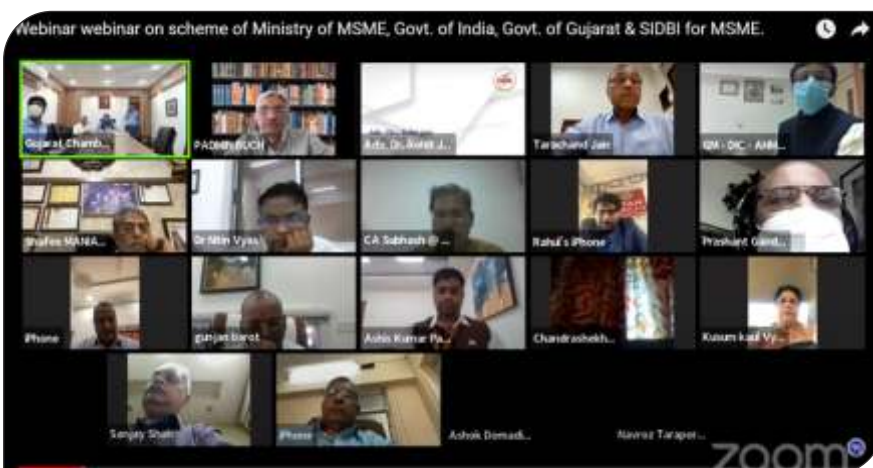 Webinar webinar on scheme of Ministry of MSME, Govt. of India, Govt. of Gujarat & SIDBI for MSME.
Gujarat Chamb...
PADMIN BUCH
Adv. Dr. Rohit J...
Tarachand Jain
GM - DIC - AHM...
Shafee MANIA...
Dr Nitin Vyas
CA Subhash @ ...
Rahul's iPhone
Prashant Gand...
iPhone
gunjan barot
Ashis Kumar Pa...
Chandrashekh...
Kusum kaul Vy...
Sanjay Shah
iPhone
Ashok Domadi...
Navroz Tarapor...
zoom